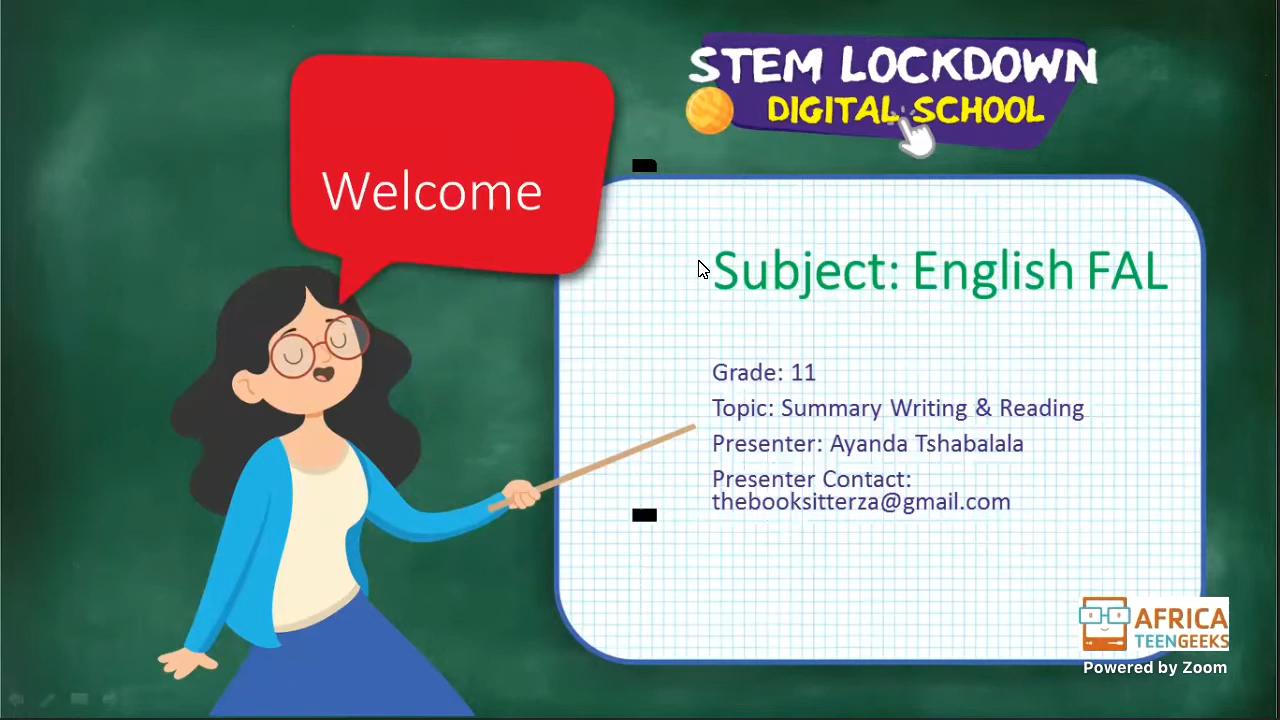 STEM LOCKDOWN
DIGITAL SCHOOL
Welcome
Subject: English FAL
Grade: 11
Topic: Summary Writing & Reading
Presenter: Ayanda Tshabalala
Presenter Contact:
thebooksitterza@gmail.com
AFRICA
TEENGEEKS
Powered by Zoom